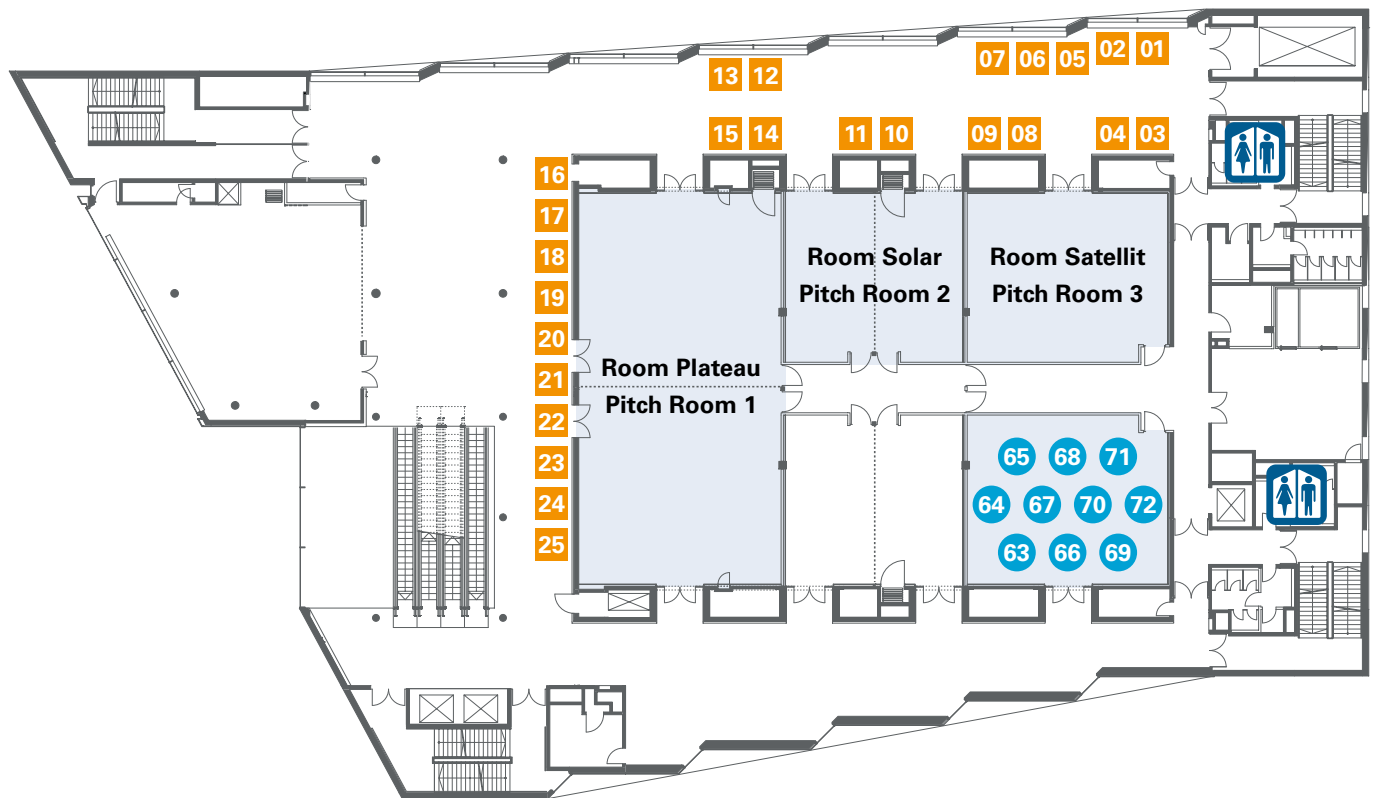 07 06 05 02 01
13 12
15 14 11 10 09 08 04 03
16
17
18
19
20
21
22
23
24
25
Room Plateau
Pitch Room 1
Room Solar
Pitch Room 2
Room Satellit
Pitch Room 3
65 68 71
64 67 70 72
63 66 69